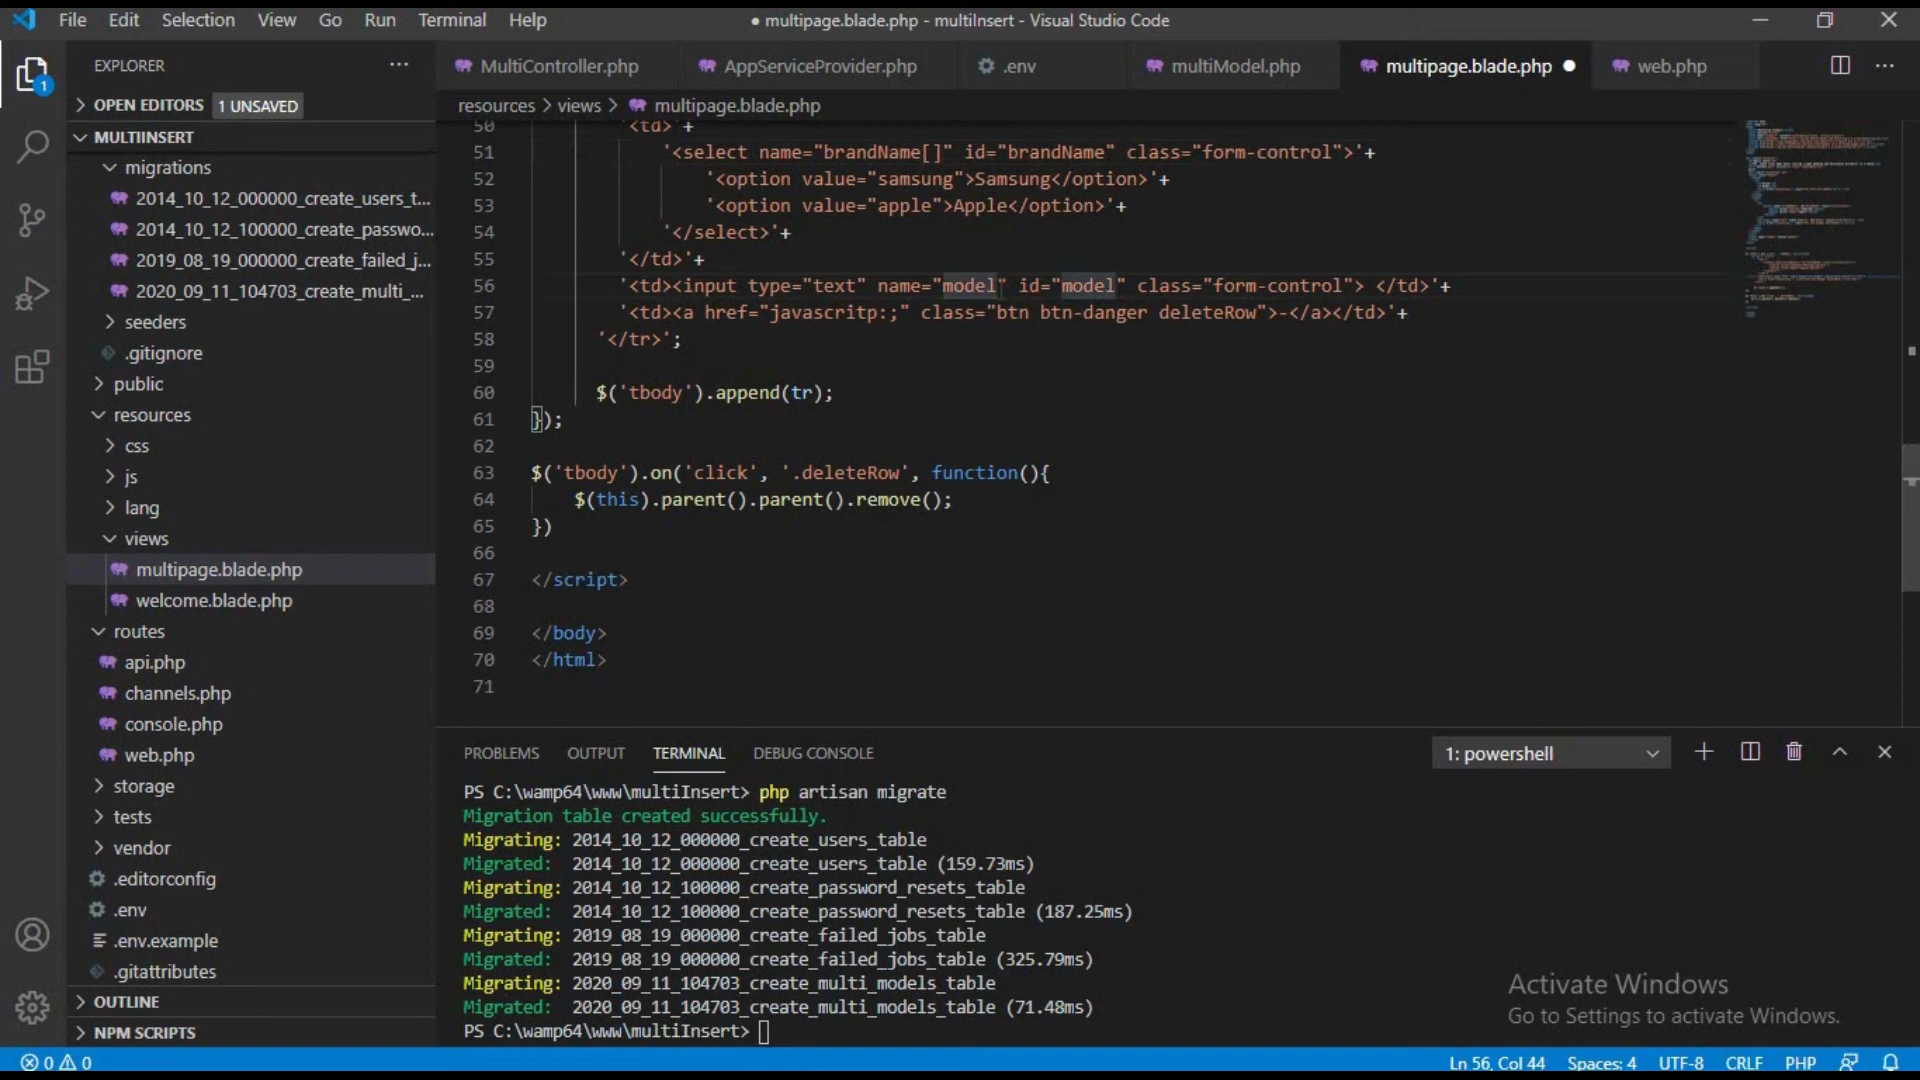 File Edit Selection View Go Run Terminal Help
● multipage.blade.php - multiInsert - Visual Studio Code
EXPLORER
MultiController.php AppServiceProvider.php .env multiModel.php multipage.blade.php web.php
OPEN EDITORS 1 UNSAVED
resources > views > multipage.blade.php
MULTIINSERT
migrations
2014_10_12_000000_create_users_t...
2014_10_12_100000_create_passwo...
2019_08_19_000000_create_failed_j...
2020_09_11_104703_create_multi_...
seeders
.gitignore
public
resources
css
js
lang
views
multipage.blade.php
welcome.blade.php
routes
api.php
channels.php
console.php
web.php
storage
tests
vendor
.editorconfig
.env
.env.example
.gitattributes
OUTLINE
NPM SCRIPTS
50 '<td>'+
51 '<select name="brandName[]" id="brandName" class="form-control">'+
52 '<option value="samsung">Samsung</option>'+
53 '<option value="apple">Apple</option>'+
54 '</select>'+
55 '</td>'+
56 '<td><input type="text" name="model" id="model" class="form-control"> </td>'+
57 '<td><a href="javascritp:;" class="btn btn-danger deleteRow">-</a></td>'+
58 '</tr>';
59
60 $('tbody').append(tr);
61 });
62
63 $('tbody').on('click', '.deleteRow', function(){
64 $(this).parent().parent().remove();
65 })
66
67 </script>
68
69 </body>
70 </html>
71
PROBLEMS OUTPUT TERMINAL DEBUG CONSOLE
1: powershell
PS C:\wamp64\www\multiInsert> php artisan migrate
Migration table created successfully.
Migrating: 2014_10_12_000000_create_users_table
Migrated: 2014_10_12_000000_create_users_table (159.73ms)
Migrating: 2014_10_12_100000_create_password_resets_table
Migrated: 2014_10_12_100000_create_password_resets_table (187.25ms)
Migrating: 2019_08_19_000000_create_failed_jobs_table
Migrated: 2019_08_19_000000_create_failed_jobs_table (325.79ms)
Migrating: 2020_09_11_104703_create_multi_models_table
Migrated: 2020_09_11_104703_create_multi_models_table (71.48ms)
PS C:\wamp64\www\multiInsert>
Activate Windows
Go to Settings to activate Windows.
0 0
Ln 56, Col 44 Spaces: 4 UTF-8 CRLF PHP